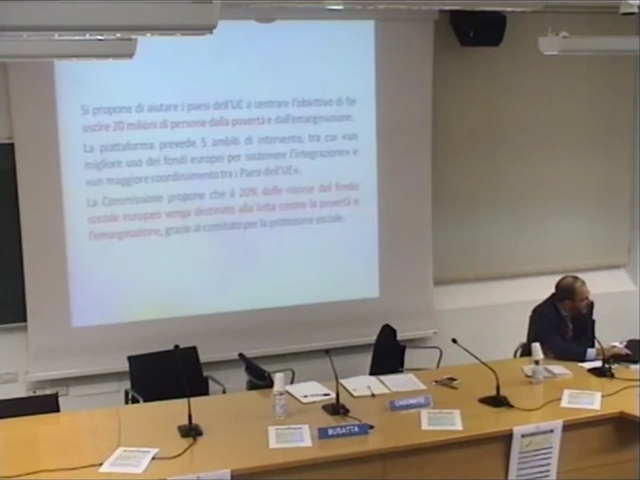 Si propone di aiutare i paesi dell'UE a centrare l'obiettivo di far
uscire 20 milioni di persone dalla povertà e dall'emarginazione.
La piattaforma prevede 5 ambiti di intervento, tra cui «un
migliore uso dei fondi europei per sostenere l'integrazione» e
«un maggiore coordinamento tra i Paesi dell'UE».
La Commissione propone che il 20% delle risorse del fondo
sociale europeo venga destinato alla lotta contro la povertà e
l'emarginazione, grazie al comitato per la protezione sociale.
BUSATTA